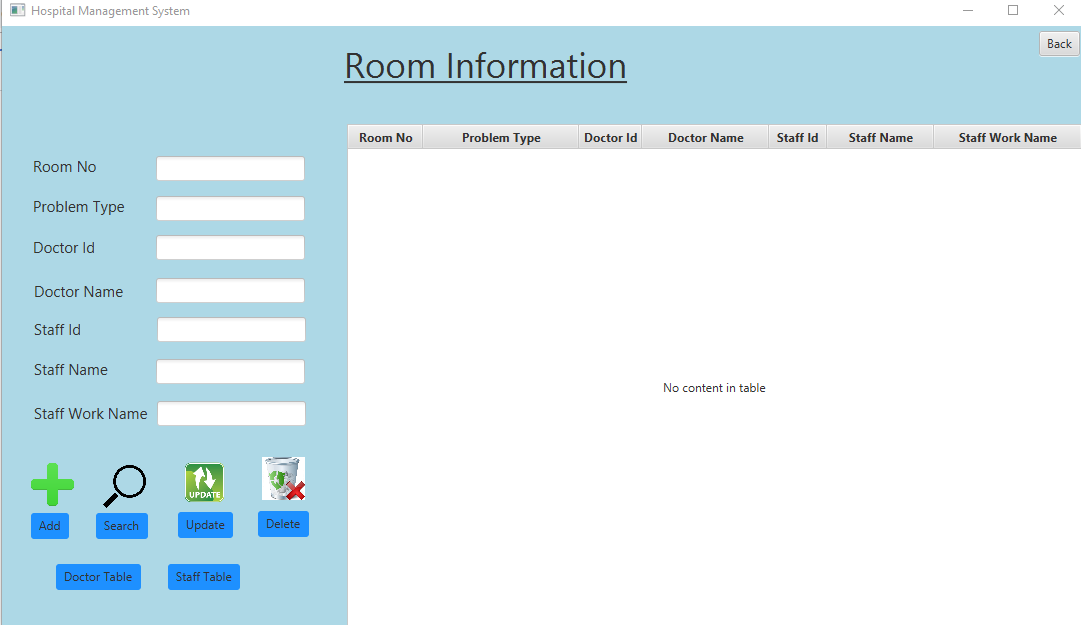 Hospital Management System
Back
Room Information
Room No Problem Type Doctor Id Doctor Name Staff Id Staff Name Staff Work Name
Room No
Problem Type
Doctor Id
Doctor Name
Staff Id
Staff Name
Staff Work Name
No content in table
UPDATE
Add Search Update Delete
Doctor Table Staff Table